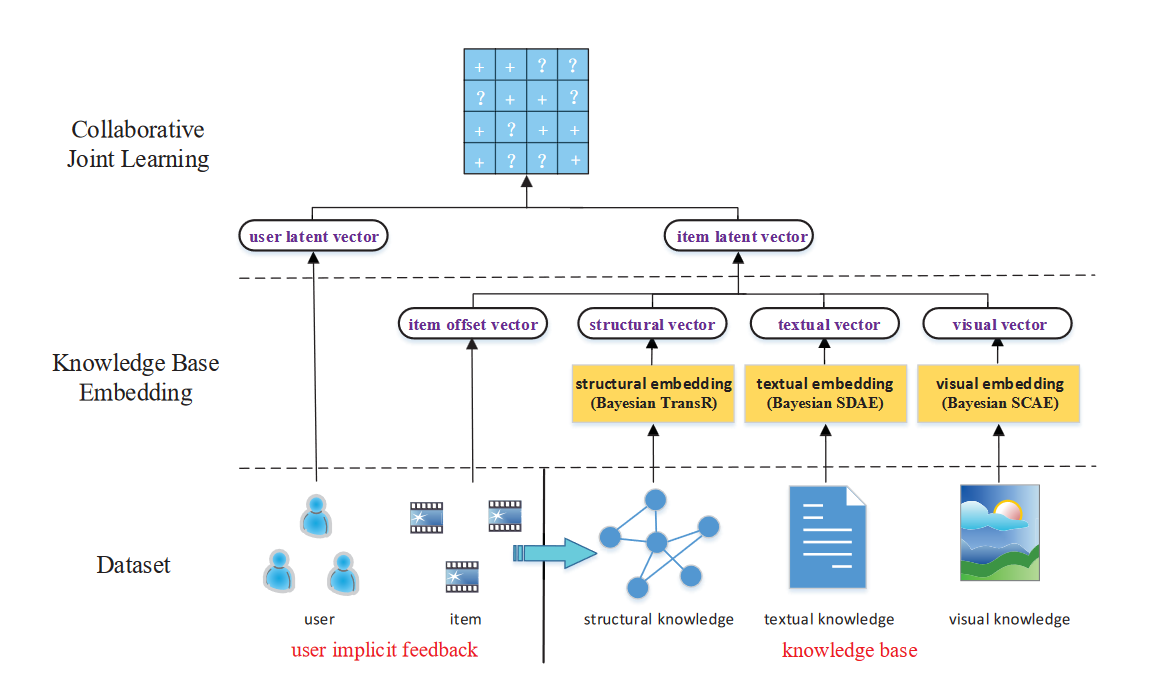 + + ? ?
? + + ?
+ ? + +
+ ? ? +
Collaborative
Joint Learning
user latent vector
item latent vector
item offset vector
structural vector
textual vector
visual vector
Knowledge Base
Embedding
structural embedding
(Bayesian TransR)
textual embedding
(Bayesian SDAE)
visual embedding
(Bayesian SCAE)
Dataset
user
item
structural knowledge
textual knowledge
visual knowledge
user implicit feedback
knowledge base